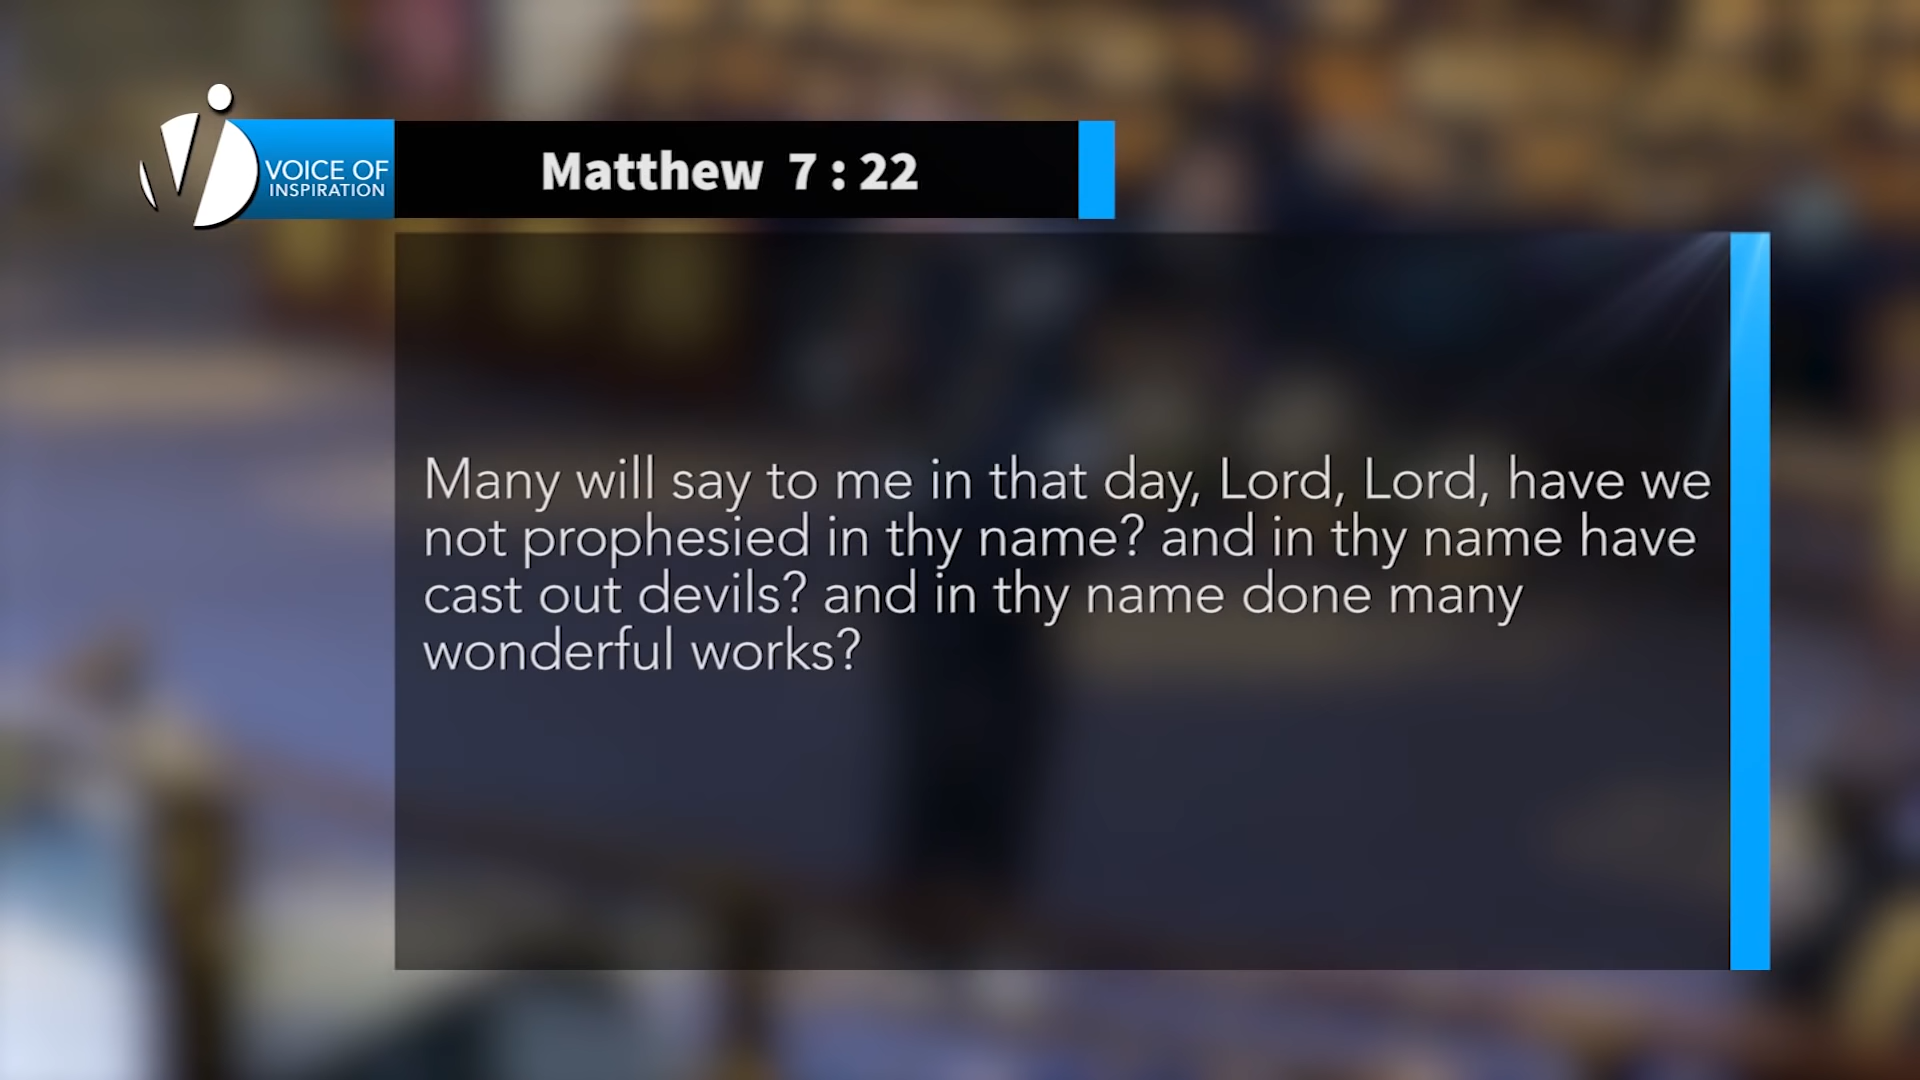 VOICE OF
INSPIRATION
Matthew 7 : 22
Many will say to me in that day, Lord, Lord, have we
not prophesied in thy name? and in thy name have
cast out devils? and in thy name done many
wonderful works?